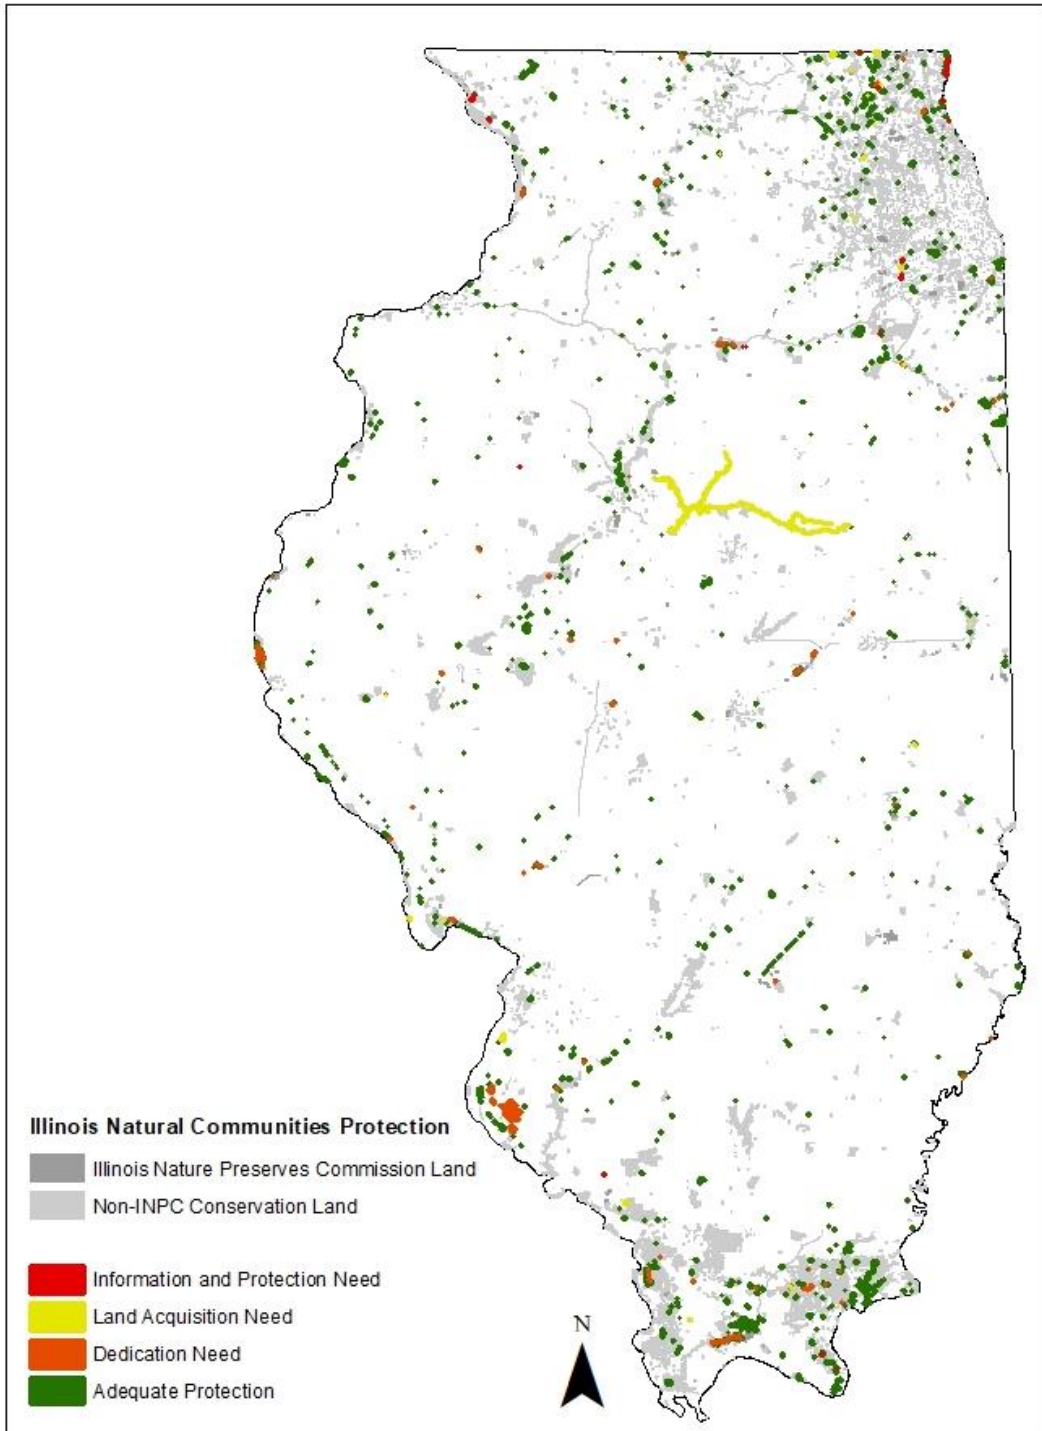 N
Illinois Natural Communities Protection
Illinois Nature Preserves Commission Land
Non-INPC Conservation Land
Information and Protection Need
Land Acquisition Need
Dedication Need
Adequate Protection